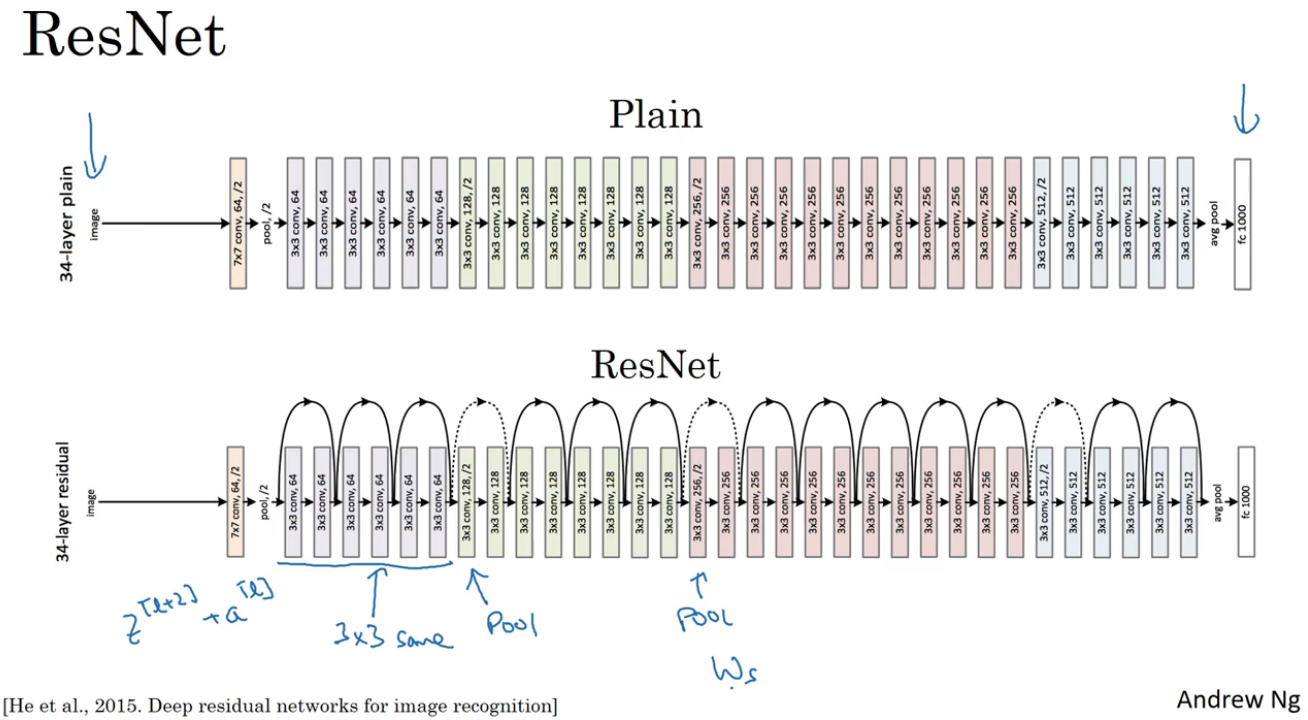 ResNet
Plain
34-layer plain
image
7x7 conv, 64, /2
pool, /2
3x3 conv, 64
3x3 conv, 64
3x3 conv, 64
3x3 conv, 64
3x3 conv, 64
3x3 conv, 64
3x3 conv, 128, /2
3x3 conv, 128
3x3 conv, 128
3x3 conv, 128
3x3 conv, 128
3x3 conv, 128
3x3 conv, 128
3x3 conv, 128
3x3 conv, 256, /2
3x3 conv, 256
3x3 conv, 256
3x3 conv, 256
3x3 conv, 256
3x3 conv, 256
3x3 conv, 256
3x3 conv, 256
3x3 conv, 256
3x3 conv, 256
3x3 conv, 256
3x3 conv, 256
3x3 conv, 512, /2
3x3 conv, 512
3x3 conv, 512
3x3 conv, 512
3x3 conv, 512
3x3 conv, 512
avg pool
fc 1000
ResNet
34-layer residual
image
7x7 conv, 64, /2
pool, /2
3x3 conv, 64
3x3 conv, 64
3x3 conv, 64
3x3 conv, 64
3x3 conv, 64
3x3 conv, 64
3x3 conv, 128, /2
3x3 conv, 128
3x3 conv, 128
3x3 conv, 128
3x3 conv, 128
3x3 conv, 128
3x3 conv, 128
3x3 conv, 128
3x3 conv, 256, /2
3x3 conv, 256
3x3 conv, 256
3x3 conv, 256
3x3 conv, 256
3x3 conv, 256
3x3 conv, 256
3x3 conv, 256
3x3 conv, 256
3x3 conv, 256
3x3 conv, 256
3x3 conv, 256
3x3 conv, 512, /2
3x3 conv, 512
3x3 conv, 512
3x3 conv, 512
3x3 conv, 512
3x3 conv, 512
avg pool
fc 1000
z[l+2] + a[l]
3x3 same
Pool
Pool
Ws
[He et al., 2015. Deep residual networks for image recognition]
Andrew Ng